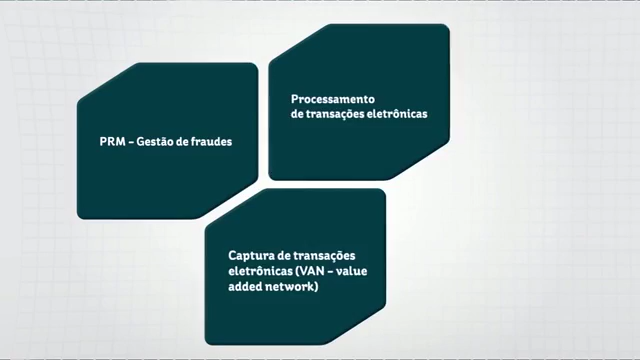 PRM – Gestão de fraudes
Processamento
de transações eletrônicas
Captura de transações
eletrônicas (VAN – value
added network)